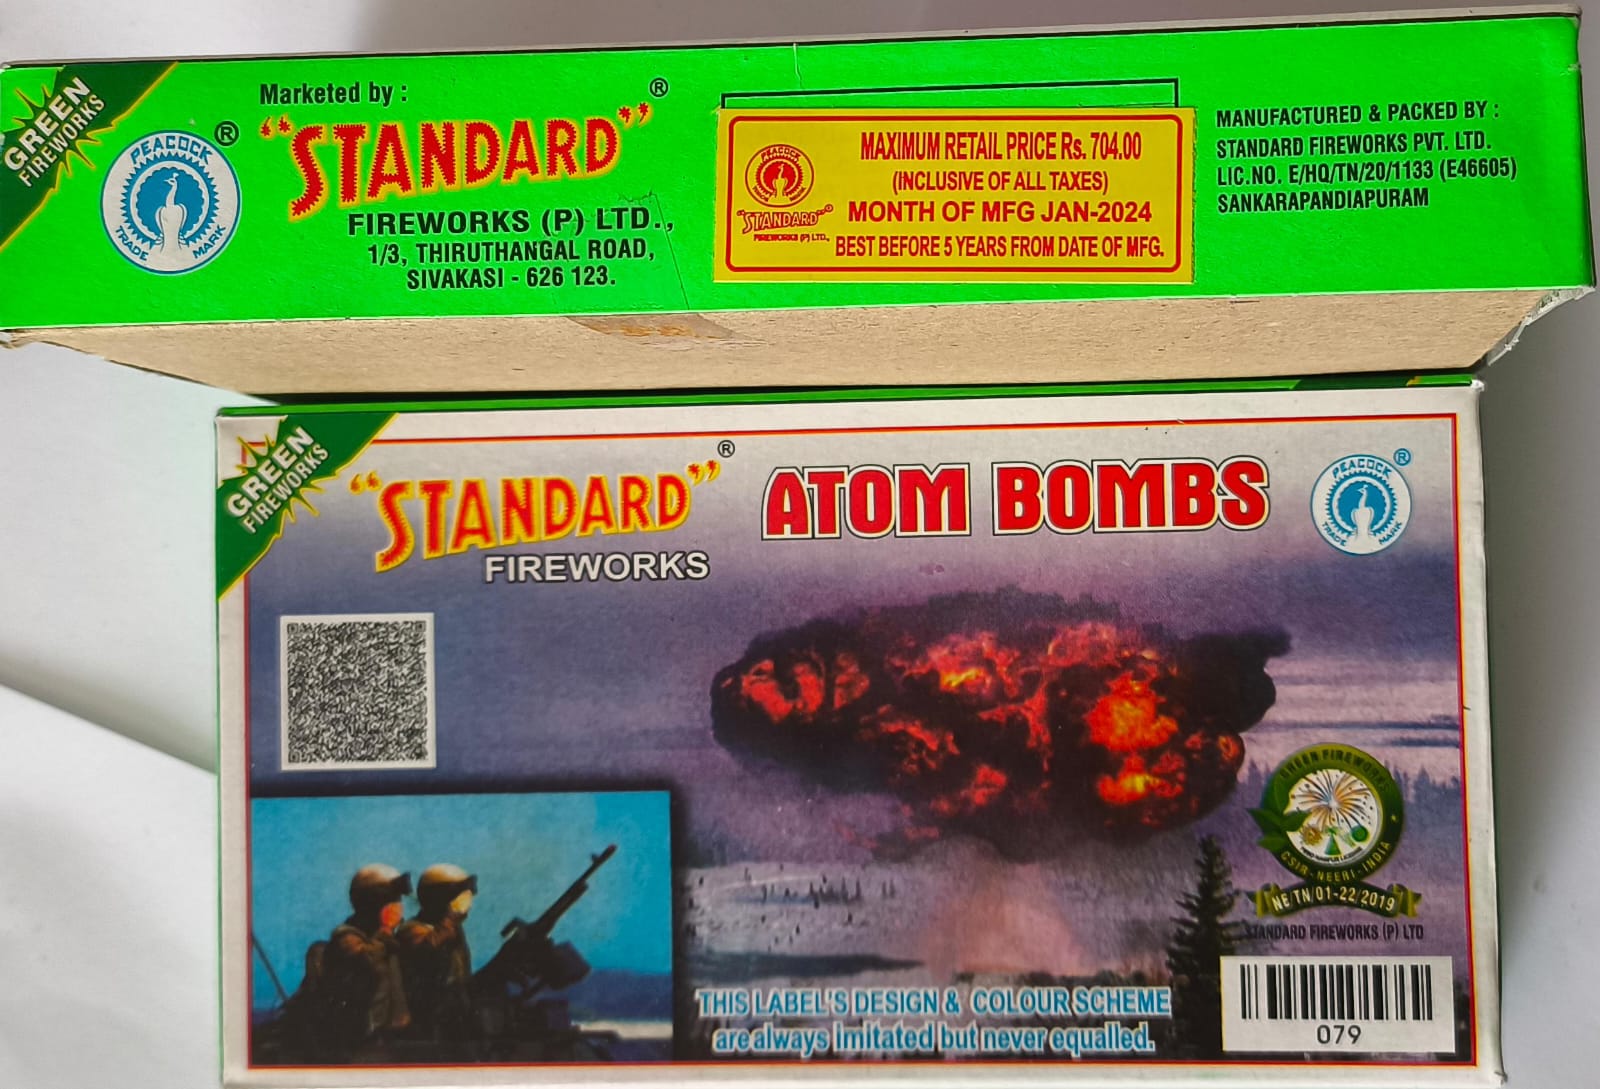 GREEN
FIREWORKS
PEACOCK
TRADE MARK
®
Marketed by :
"STANDARD"®
FIREWORKS (P) LTD.,
1/3, THIRUTHANGAL ROAD,
SIVAKASI - 626 123.
PEACOCK
"STANDARD"®
FIREWORKS (P) LTD.,
MAXIMUM RETAIL PRICE Rs. 704.00
(INCLUSIVE OF ALL TAXES)
MONTH OF MFG JAN-2024
BEST BEFORE 5 YEARS FROM DATE OF MFG.
MANUFACTURED & PACKED BY :
STANDARD FIREWORKS PVT. LTD.
LIC.NO. E/HQ/TN/20/1133 (E46605)
SANKARAPANDIAPURAM
GREEN
FIREWORKS
"STANDARD"®
FIREWORKS
ATOM BOMBS
PEACOCK
TRADE MARK
®
GREEN FIREWORKS
CSIR-NEERI-INDIA
NE/TN/01-22/2019
STANDARD FIREWORKS (P) LTD
THIS LABEL'S DESIGN & COLOUR SCHEME
are always imitated but never equalled.
079